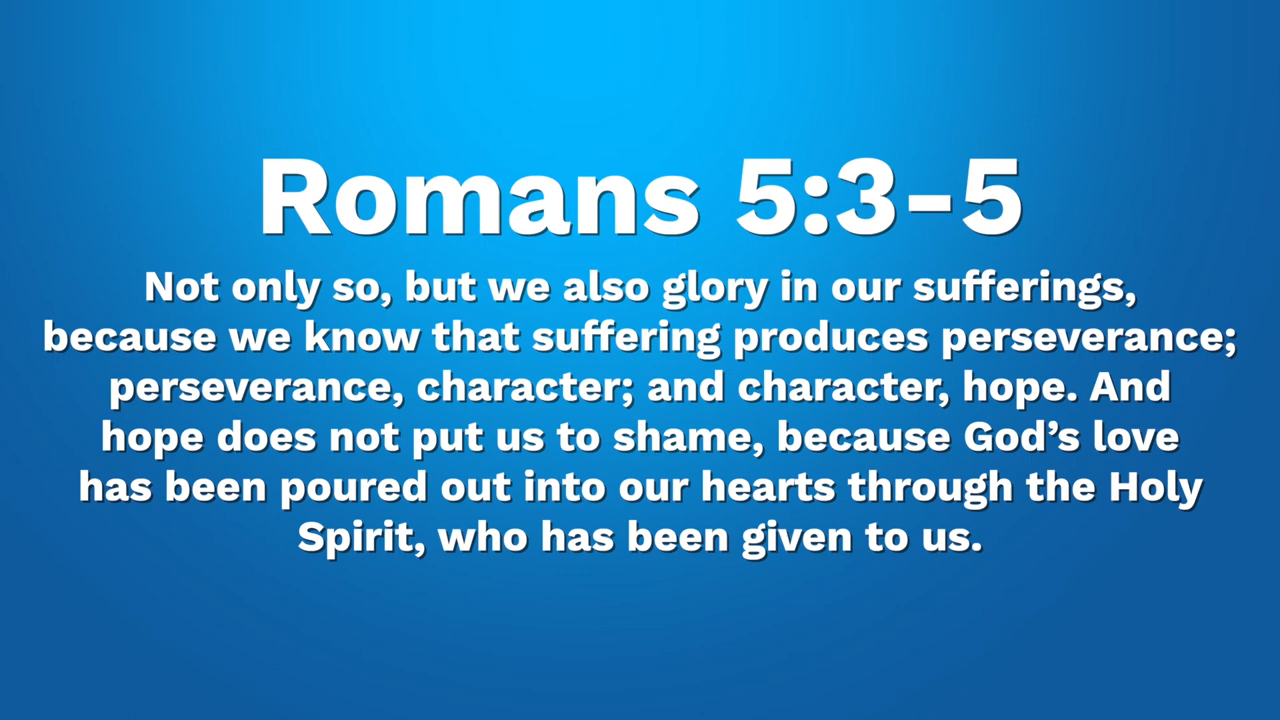 Romans 5:3-5
Not only so, but we also glory in our sufferings,
because we know that suffering produces perseverance;
perseverance, character; and character, hope. And
hope does not put us to shame, because God’s love
has been poured out into our hearts through the Holy
Spirit, who has been given to us.